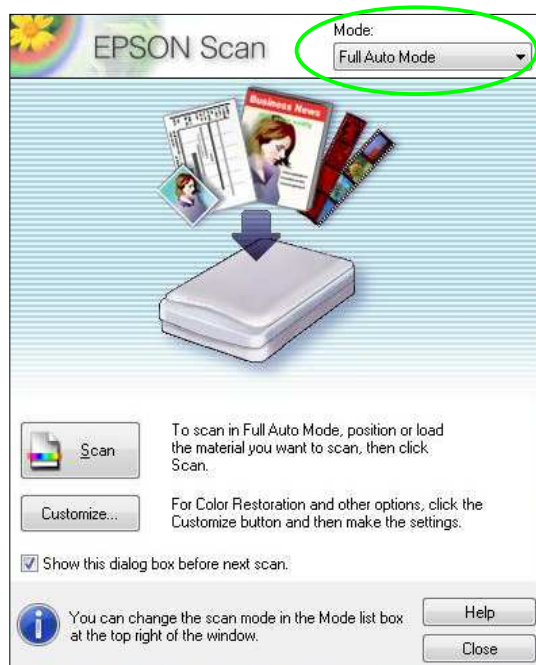 EPSON Scan
Mode:
Full Auto Mode
Business News
Scan
To scan in Full Auto Mode, position or load
the material you want to scan, then click
Scan.
Customize...
For Color Restoration and other options, click the
Customize button and then make the settings.
Show this dialog box before next scan.
You can change the scan mode in the Mode list box
at the top right of the window.
Help
Close